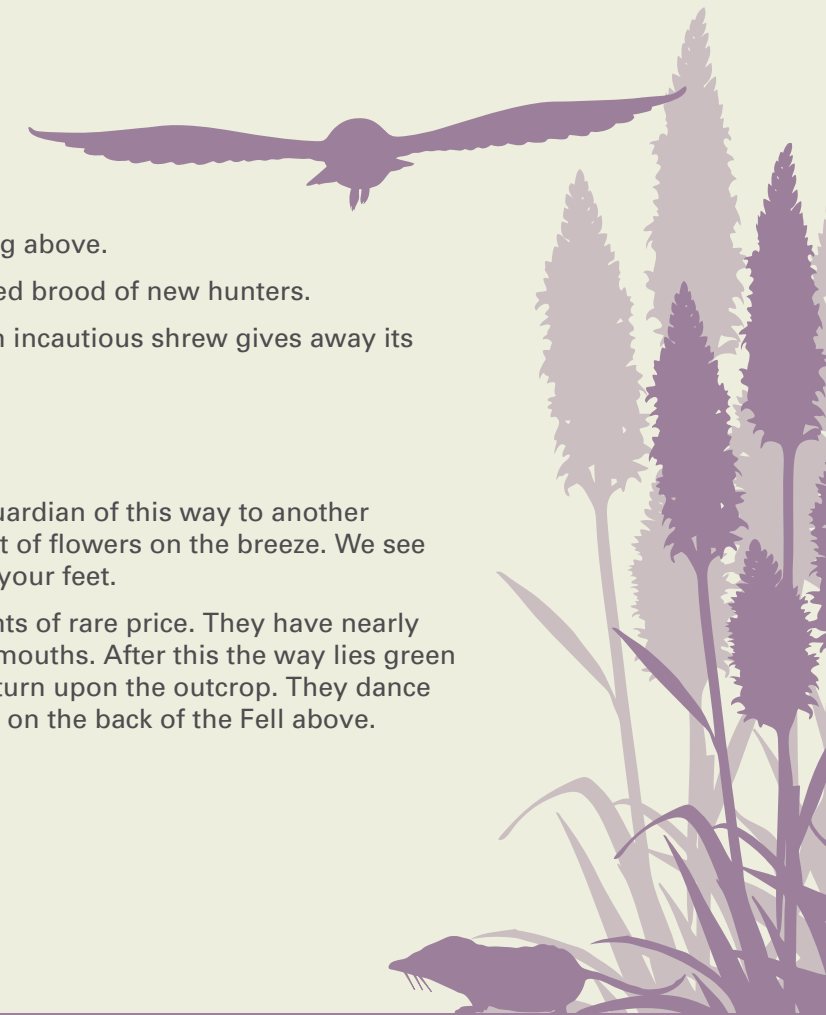 g above.
ed brood of new hunters.
n incautious shrew gives away its
uardian of this way to another
t of flowers on the breeze. We see
your feet.
nts of rare price. They have nearly
mouths. After this the way lies green
turn upon the outcrop. They dance
on the back of the Fell above.